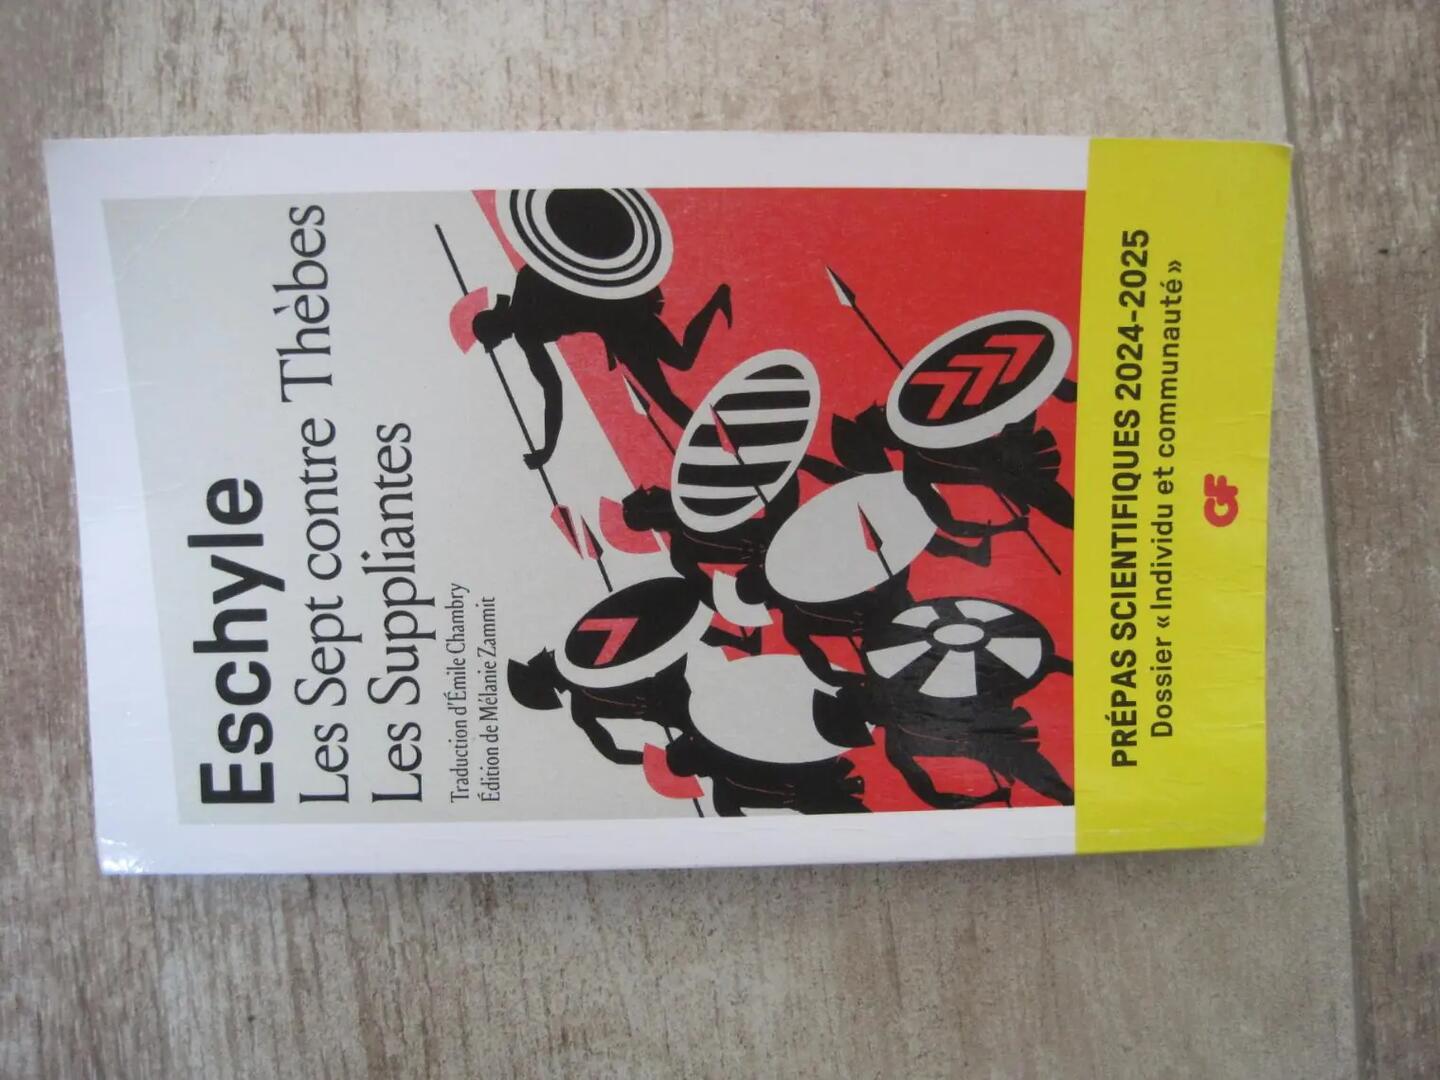 Eschyle
Les Sept contre Thèbes
Les Suppliantes
Traduction d'Émile Chambry
Édition de Mélanie Zammit
PRÉPAS SCIENTIFIQUES 2024-2025
Dossier « Individu et communauté »
GF